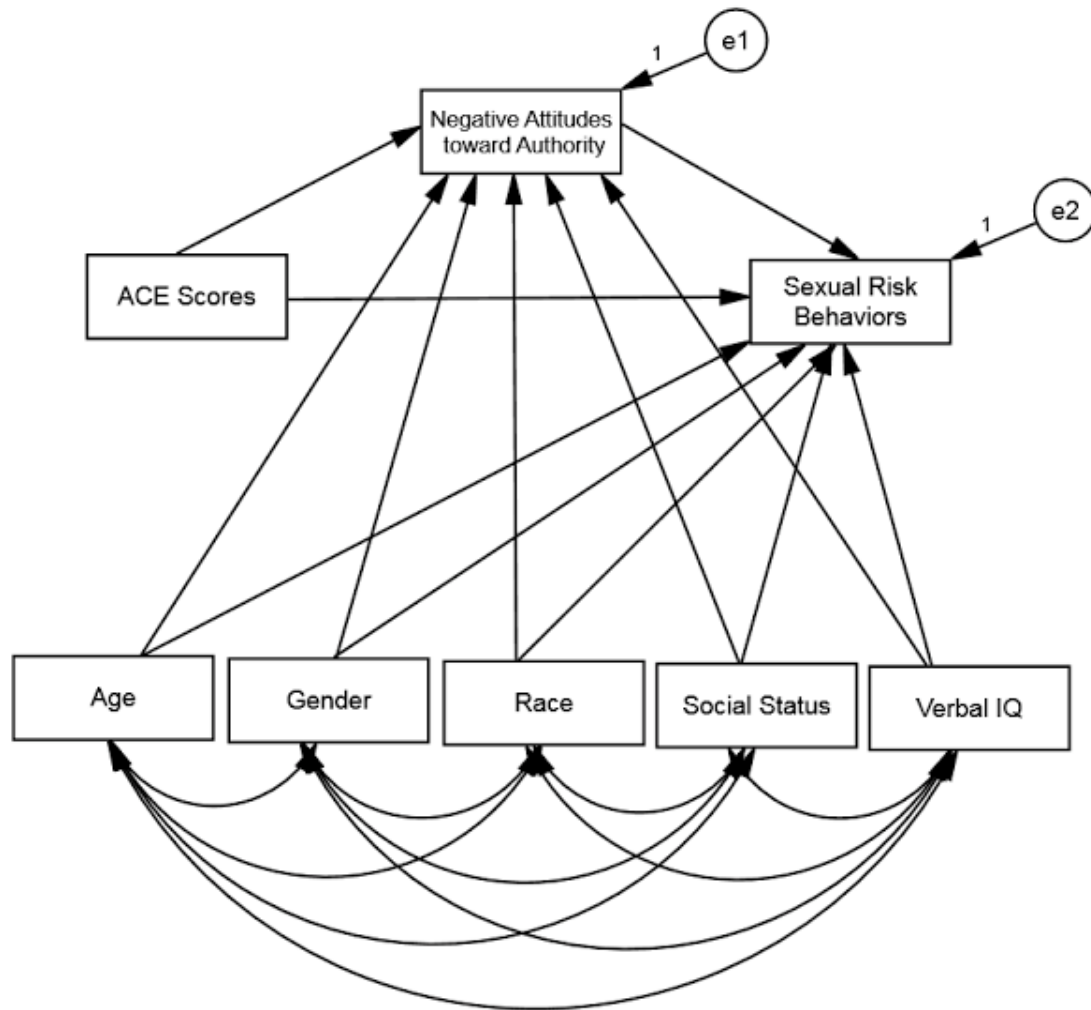 e1
1
Negative Attitudes
toward Authority
e2
1
ACE Scores
Sexual Risk
Behaviors
Age
Gender
Race
Social Status
Verbal IQ